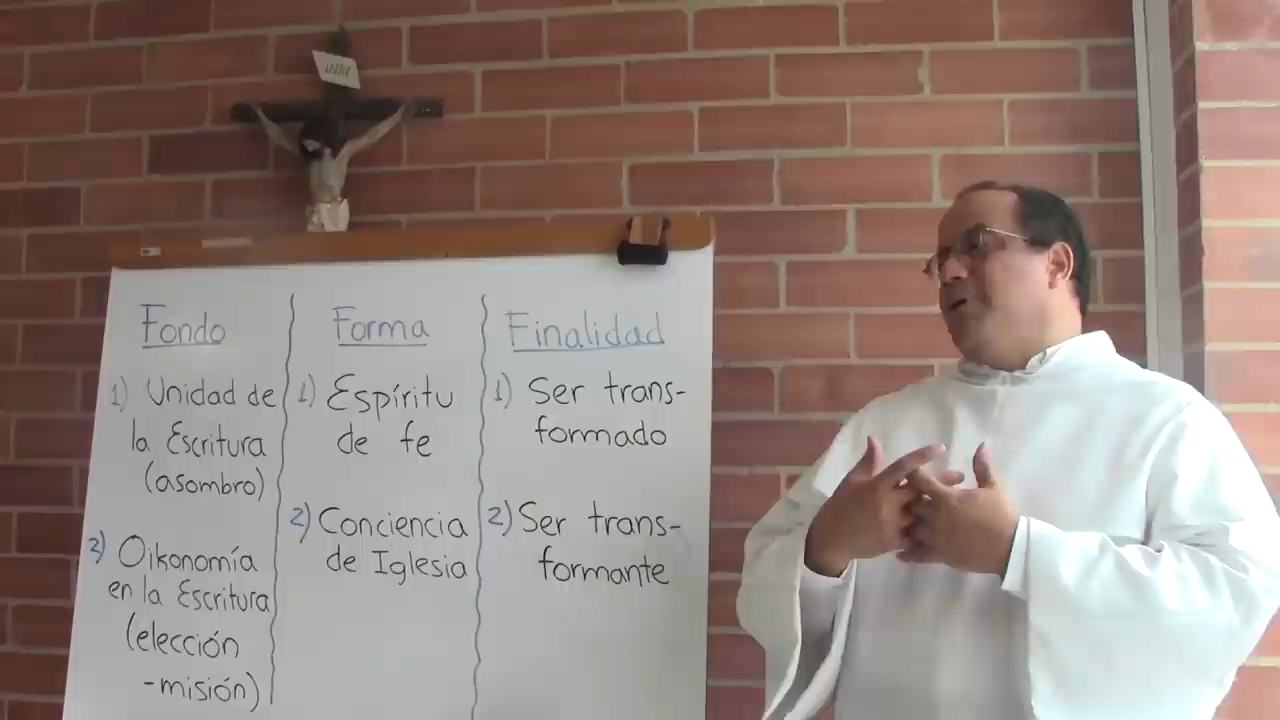 INRI
Fondo
1) Unidad de
la Escritura
(asombro)
2) Oikonomía
en la Escritura
(elección
-misión)
Forma
1) Espíritu
de fe
2) Conciencia
de Iglesia
Finalidad
1) Ser trans-
formado
2) Ser trans-
formante